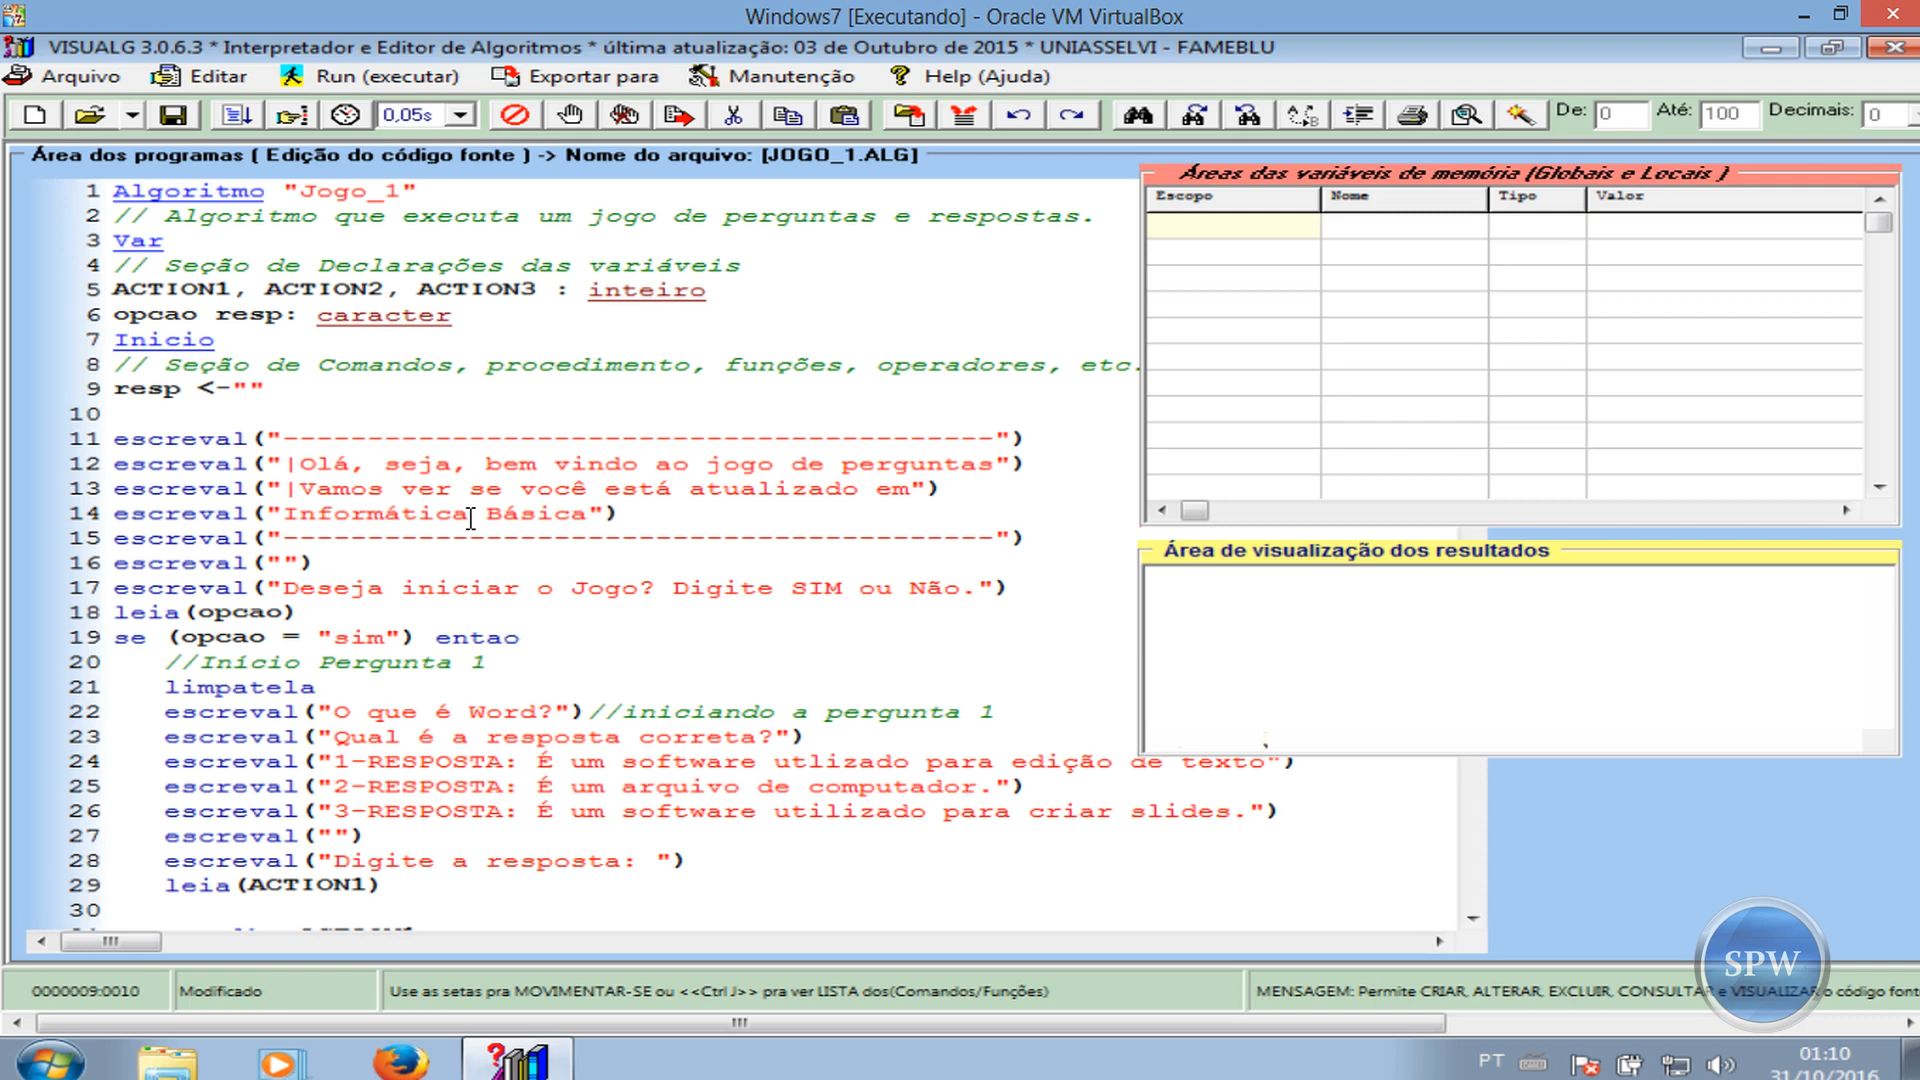 Windows7 [Executando] - Oracle VM VirtualBox
VISUALG 3.0.6.3 * Interpretador e Editor de Algoritmos * última atualização: 03 de Outubro de 2015 * UNIASSELVI - FAMEBLU
Arquivo Editar Run (executar) Exportar para Manutenção Help (Ajuda)
0,05s De: 0 Até: 100 Decimais: 0
Área dos programas ( Edição do código fonte ) -> Nome do arquivo: [JOGO_1.ALG]
1 Algoritmo "Jogo_1"
2 // Algoritmo que executa um jogo de perguntas e respostas.
3 Var
4 // Seção de Declarações das variáveis
5 ACTION1, ACTION2, ACTION3 : inteiro
6 opcao resp: caracter
7 Inicio
8 // Seção de Comandos, procedimento, funções, operadores, etc.
9 resp <-""
10
11 escreval("------------------------------------------")
12 escreval("|Olá, seja, bem vindo ao jogo de perguntas")
13 escreval("|Vamos ver se você está atualizado em")
14 escreval("Informática Básica")
15 escreval("------------------------------------------")
16 escreval("")
17 escreval("Deseja iniciar o Jogo? Digite SIM ou Não.")
18 leia(opcao)
19 se (opcao = "sim") entao
20 //Início Pergunta 1
21 limpatela
22 escreval("O que é Word?")//iniciando a pergunta 1
23 escreval("Qual é a resposta correta?")
24 escreval("1-RESPOSTA: É um software utlizado para edição de texto")
25 escreval("2-RESPOSTA: É um arquivo de computador.")
26 escreval("3-RESPOSTA: É um software utilizado para criar slides.")
27 escreval("")
28 escreval("Digite a resposta: ")
29 leia(ACTION1)
30
Áreas das variáveis de memória (Globais e Locais )
Escopo Nome Tipo Valor
Área de visualização dos resultados
SPW
0000009:0010 Modificado Use as setas pra MOVIMENTAR-SE ou <<Ctrl J>> pra ver LISTA dos(Comandos/Funções) MENSAGEM: Permite CRIAR, ALTERAR, EXCLUIR, CONSULTAR e VISUALIZAR o código font
PT 01:10
31/10/2016